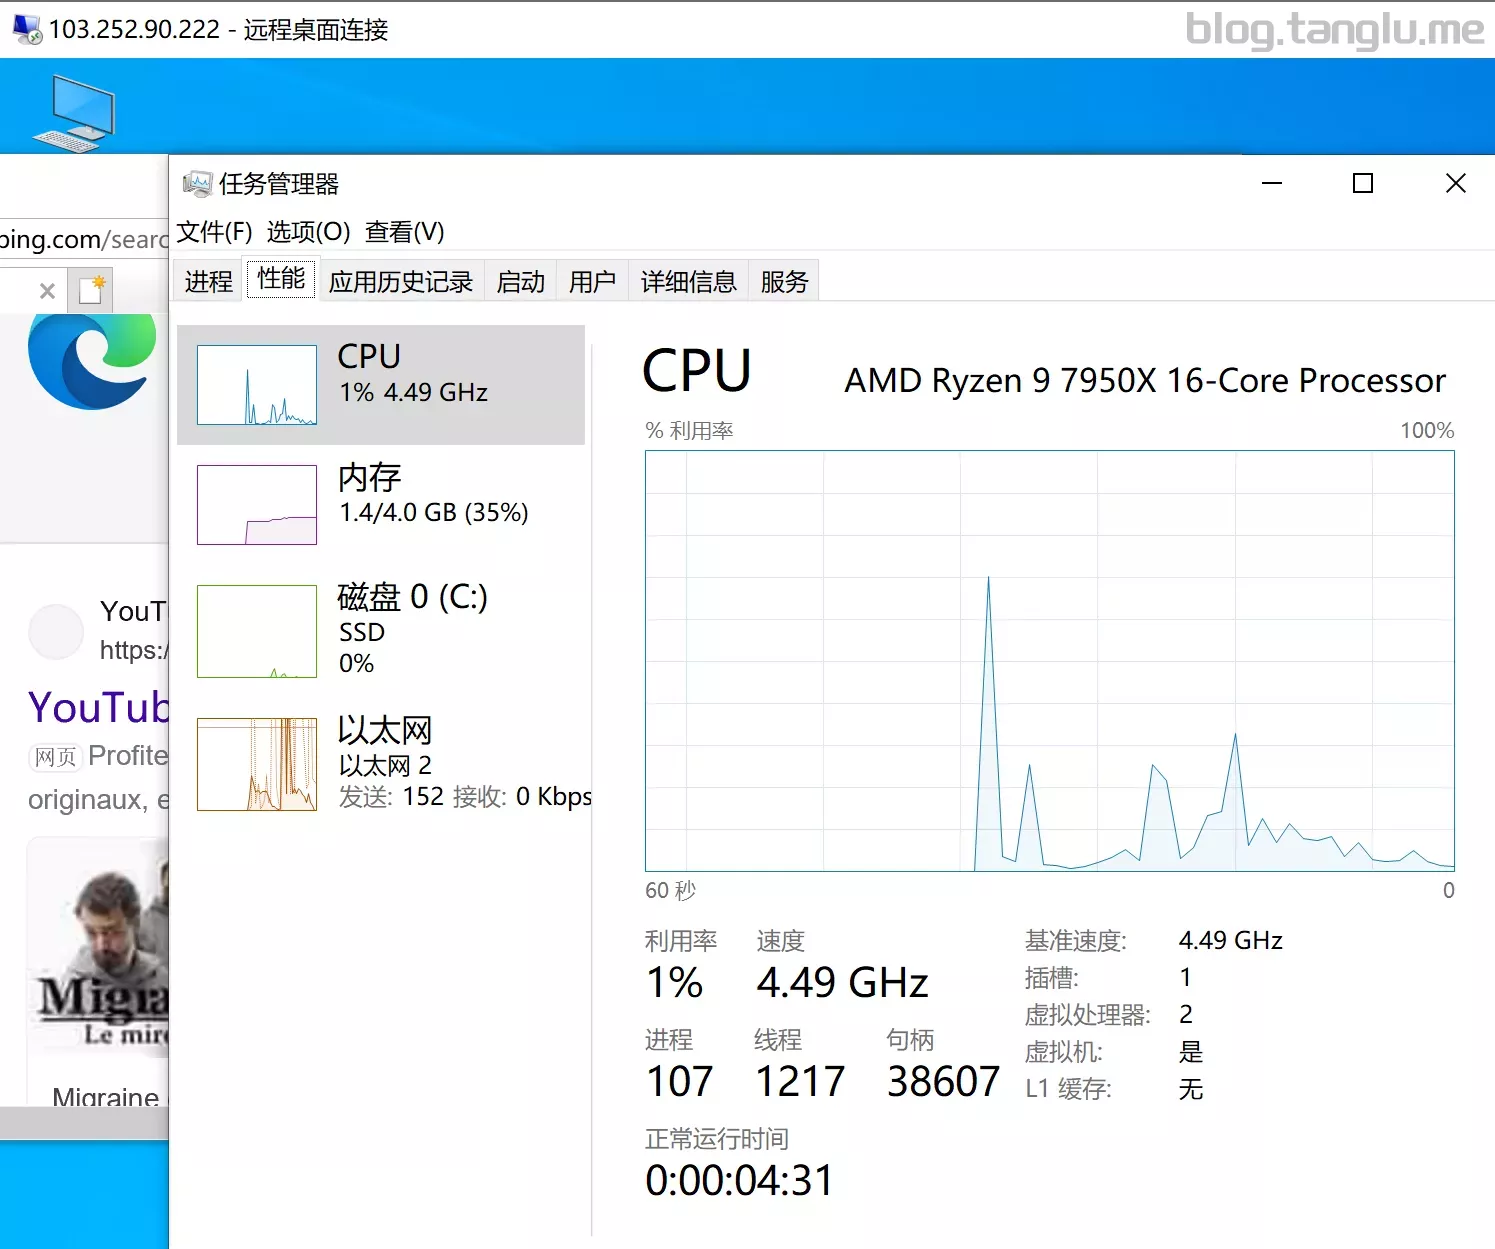 103.252.90.222 - 远程桌面连接
blog.tanglu.me
任务管理器
文件(F) 选项(O) 查看(V)
进程 性能 应用历史记录 启动 用户 详细信息 服务
bing.com/searc
YouT
https:/
YouTub
网页 Profite
originaux, e
Migra
Le mir
Migraine
CPU
1% 4.49 GHz
内存
1.4/4.0 GB (35%)
磁盘 0 (C:)
SSD
0%
以太网
以太网 2
发送: 152 接收: 0 Kbps
CPU
AMD Ryzen 9 7950X 16-Core Processor
% 利用率
100%
60 秒
0
利用率 速度
1% 4.49 GHz
进程 线程 句柄
107 1217 38607
正常运行时间
0:00:04:31
基准速度: 4.49 GHz
插槽: 1
虚拟处理器: 2
虚拟机: 是
L1 缓存: 无